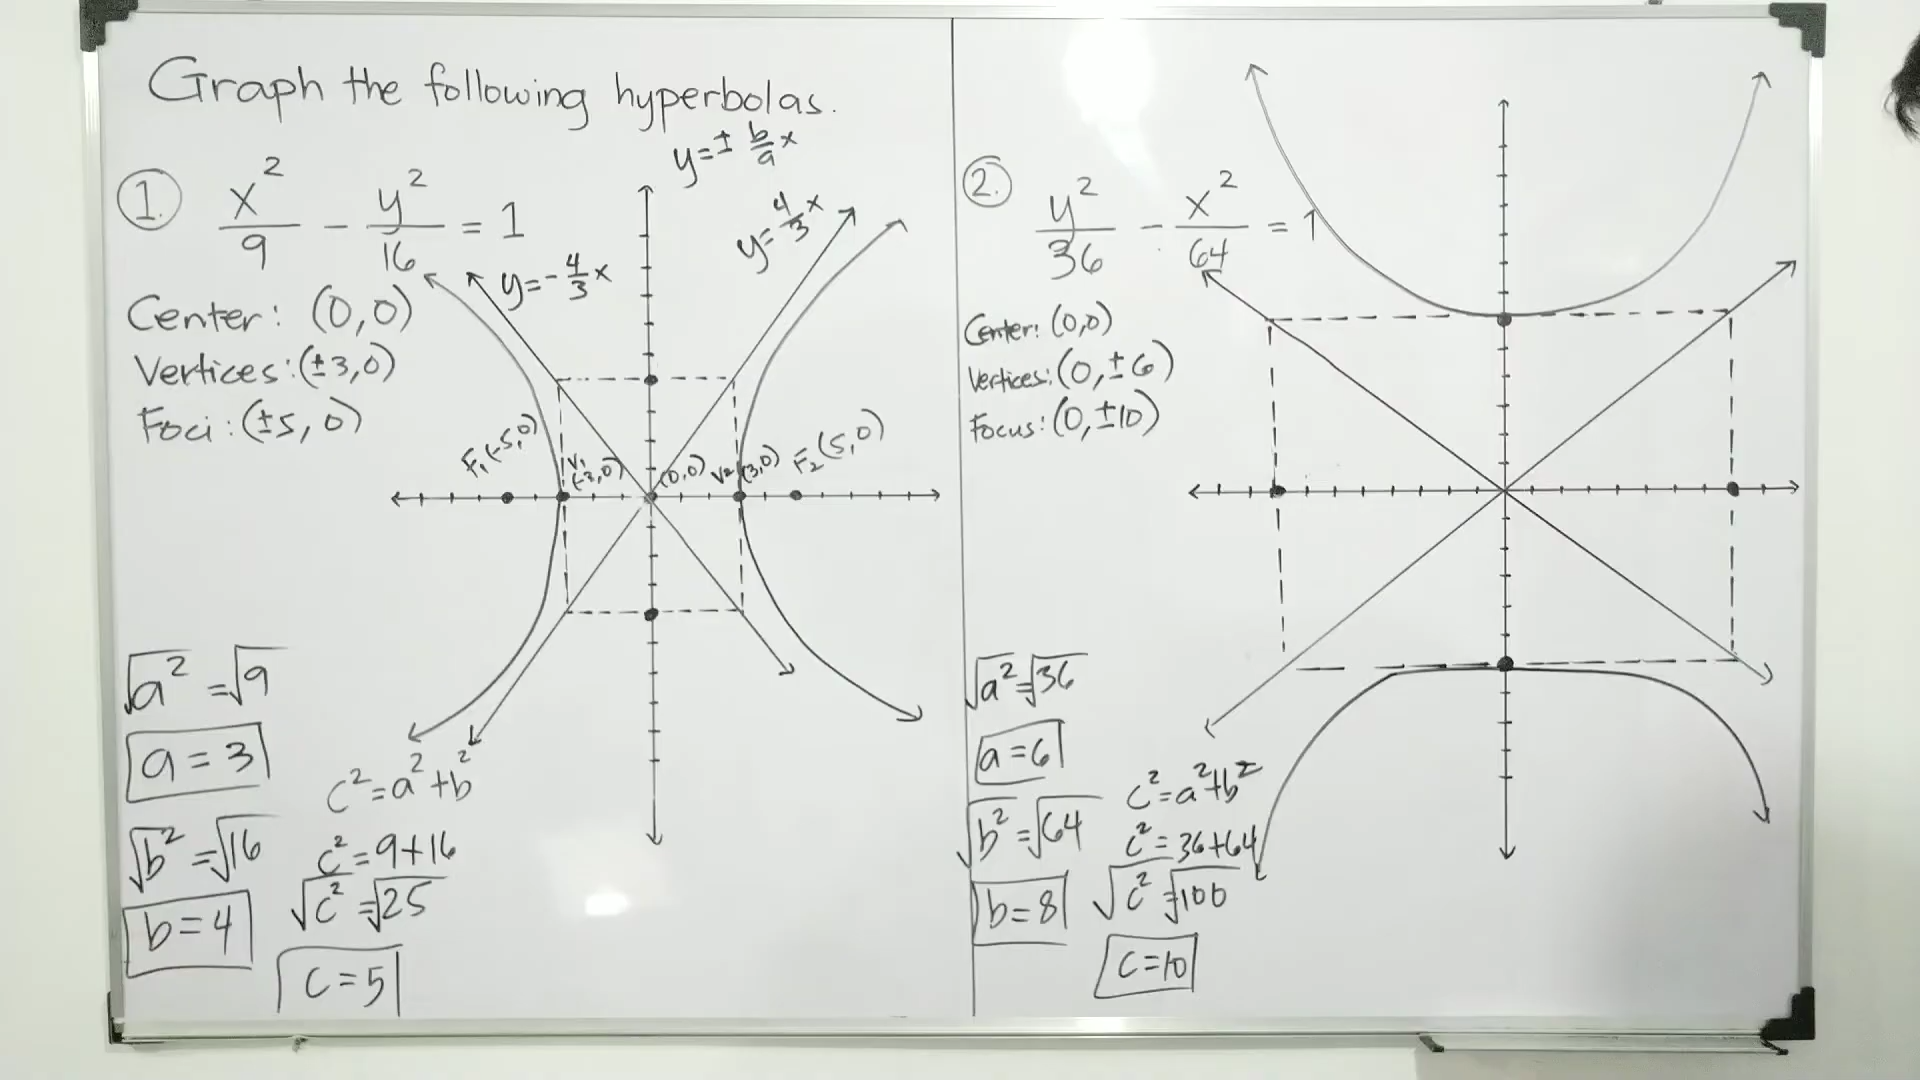 Graph the following hyperbolas.
y=± b/a x
1. x²/9 - y²/16 = 1
y=-4/3 x
y=4/3 x
Center: (0,0)
Vertices:(±3,0)
Foci:(±5,0)
F₁(-5,0)
V₁ (-3,0)
(0,0)
V₂ (3,0)
F₂(5,0)
√a² =√9
a=3
√b² =√16
b=4
c²=a²+b²
c²=9+16
√c² =√25
c=5
2. y²/36 - x²/64 = 1
Center: (0,0)
Vertices:(0,±6)
Focus:(0,±10)
√a²=√36
a=6
√b²=√64
b=8
c²=a²+b²
c²=36+64
√c²=√100
c=10